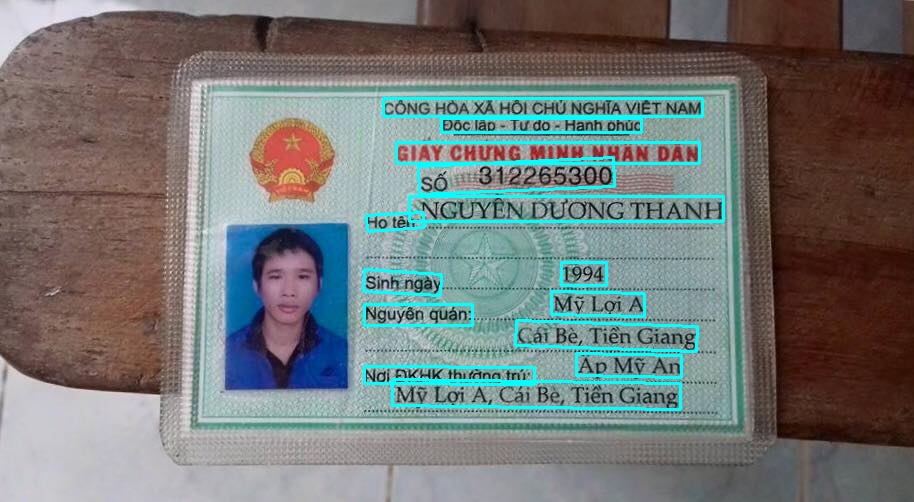 CỘNG HÒA XÃ HỘI CHỦ NGHĨA VIỆT NAM
Độc lập - Tự do - Hạnh phúc
GIẤY CHỨNG MINH NHÂN DÂN
SỐ 312265300
Họ tên: NGUYỄN DƯƠNG THANH
Sinh ngày 1994
Nguyên quán: Mỹ Lợi A
Cái Bè, Tiền Giang
Nơi ĐKHK thường trú: Ấp Mỹ An
Mỹ Lợi A, Cái Bè, Tiền Giang